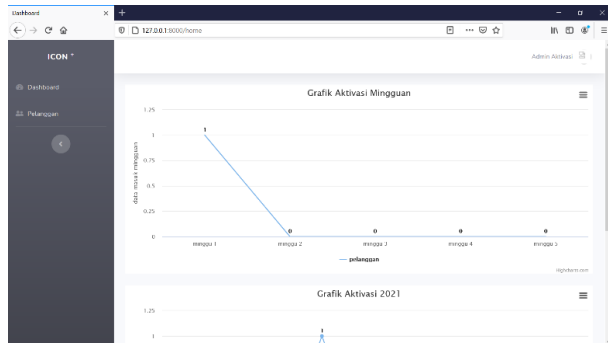 Dashboard
127.0.0.1:8000/home
ICON
Admin Aktivasi
Dashboard
Pelanggan
Grafik Aktivasi Mingguan
1.25
1
0.75
0.5
0.25
0
data masuk mingguan
1
0
0
0
0
minggu 1
minggu 2
minggu 3
minggu 4
minggu 5
pelanggan
Highcharts.com
Grafik Aktivasi 2021
1.25
1
1